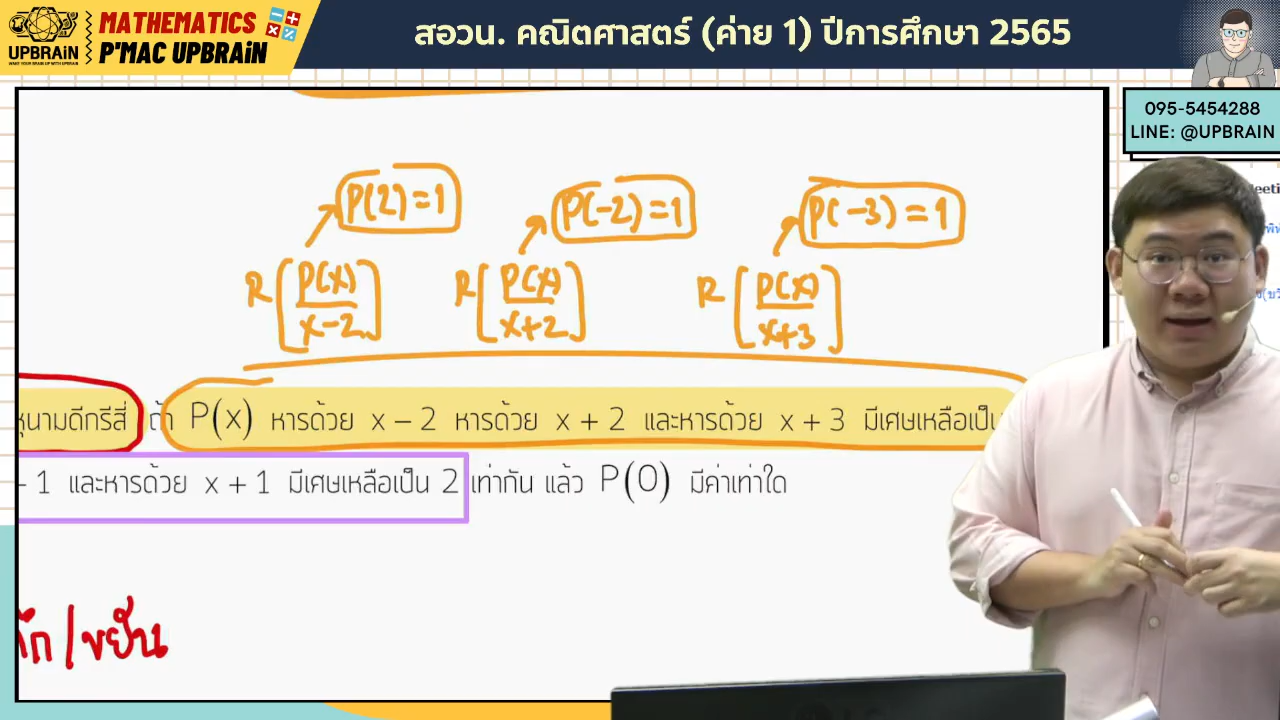 UPBRAiN
WANT YOUR BRAIN UP WITH UPBRAIN
MATHEMATICS
P'MAC UPBRAiN
สอวน. คณิตศาสตร์ (ค่าย 1) ปีการศึกษา 2565
095-5454288
LINE: @UPBRAIN
P(2)=1 P(-2)=1 P(-3)=1
R[P(x)/x-2] R[P(x)/x+2] R[P(x)/x+3]
หุนามดีกรีสี่ ถ้า P(x) หารด้วย x – 2 หารด้วย x + 2 และหารด้วย x + 3 มีเศษเหลือเป็น
- 1 และหารด้วย x + 1 มีเศษเหลือเป็น 2 เท่ากัน แล้ว P(0) มีค่าเท่าใด
/ขยัน